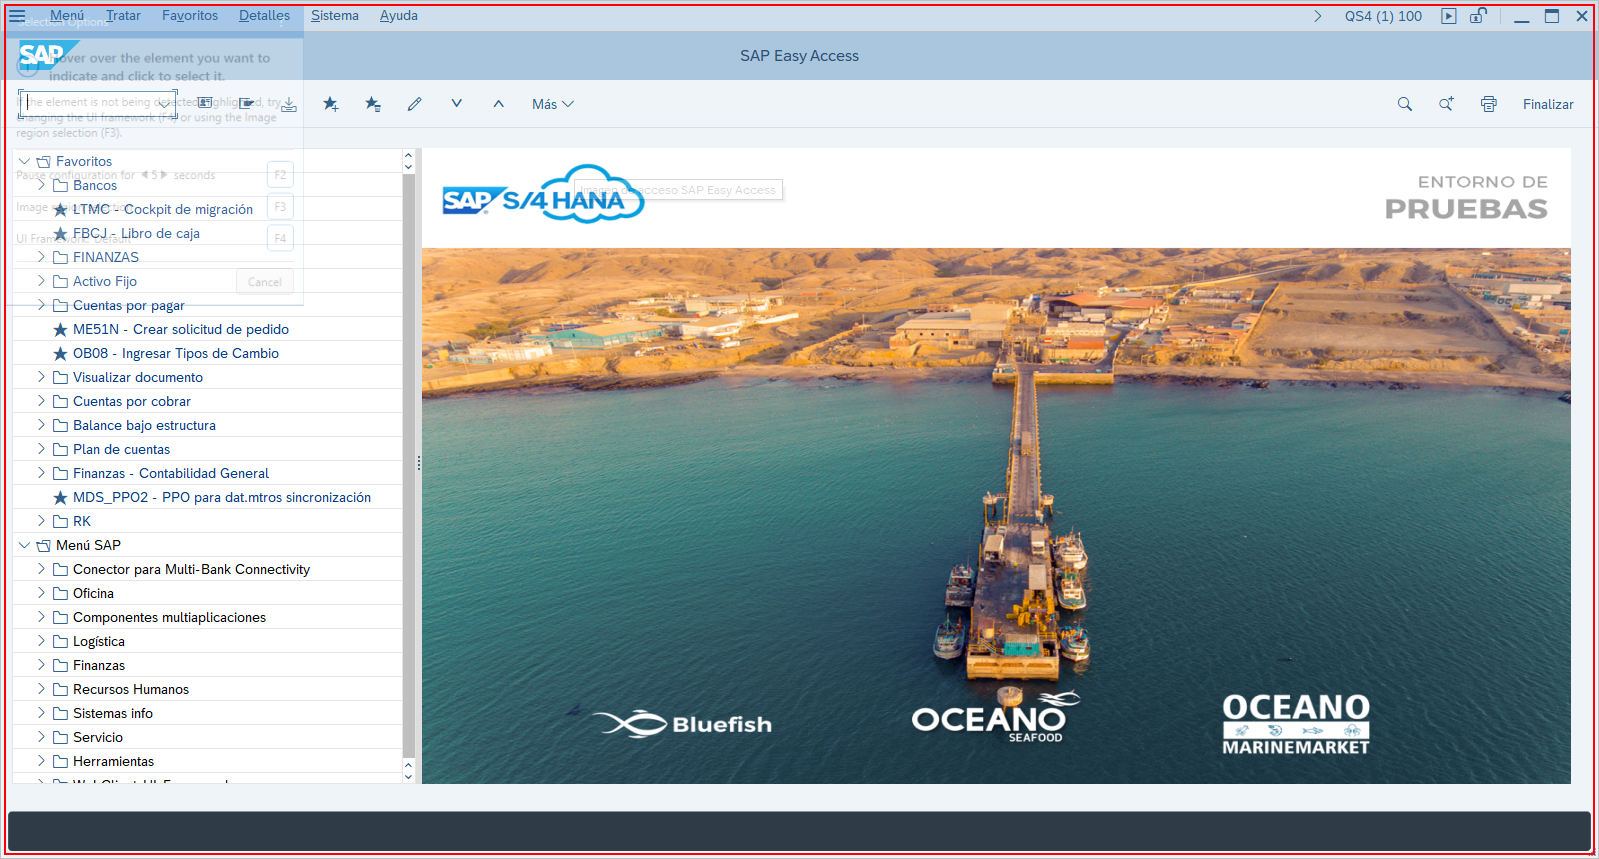 Menú Tratar Favoritos Detalles Sistema Ayuda QS4 (1) 100
Selection Options
SAP SAP Easy Access
Hover over the element you want to
indicate and click to select it.
Más Finalizar
If the element is not being detected/highlighted, try
changing the UI framework (F4) or using the Image
region selection (F3).
Favoritos
Pause configuration for 5 seconds F2
Bancos
Image region selection F3
LTMC - Cockpit de migración
FBCJ - Libro de caja
UI Framework: Default F4
FINANZAS
Activo Fijo
Cancel
Cuentas por pagar
ME51N - Crear solicitud de pedido
OB08 - Ingresar Tipos de Cambio
Visualizar documento
Cuentas por cobrar
Balance bajo estructura
Plan de cuentas
Finanzas - Contabilidad General
MDS_PPO2 - PPO para dat.mtros sincronización
RK
Menú SAP
Conector para Multi-Bank Connectivity
Oficina
Componentes multiaplicaciones
Logística
Finanzas
Recursos Humanos
Sistemas info
Servicio
Herramientas
SAP S/4 HANA
Imagen de acceso SAP Easy Access
ENTORNO DE
PRUEBAS
Bluefish
OCEANO
SEAFOOD
OCEANO
MARINEMARKET